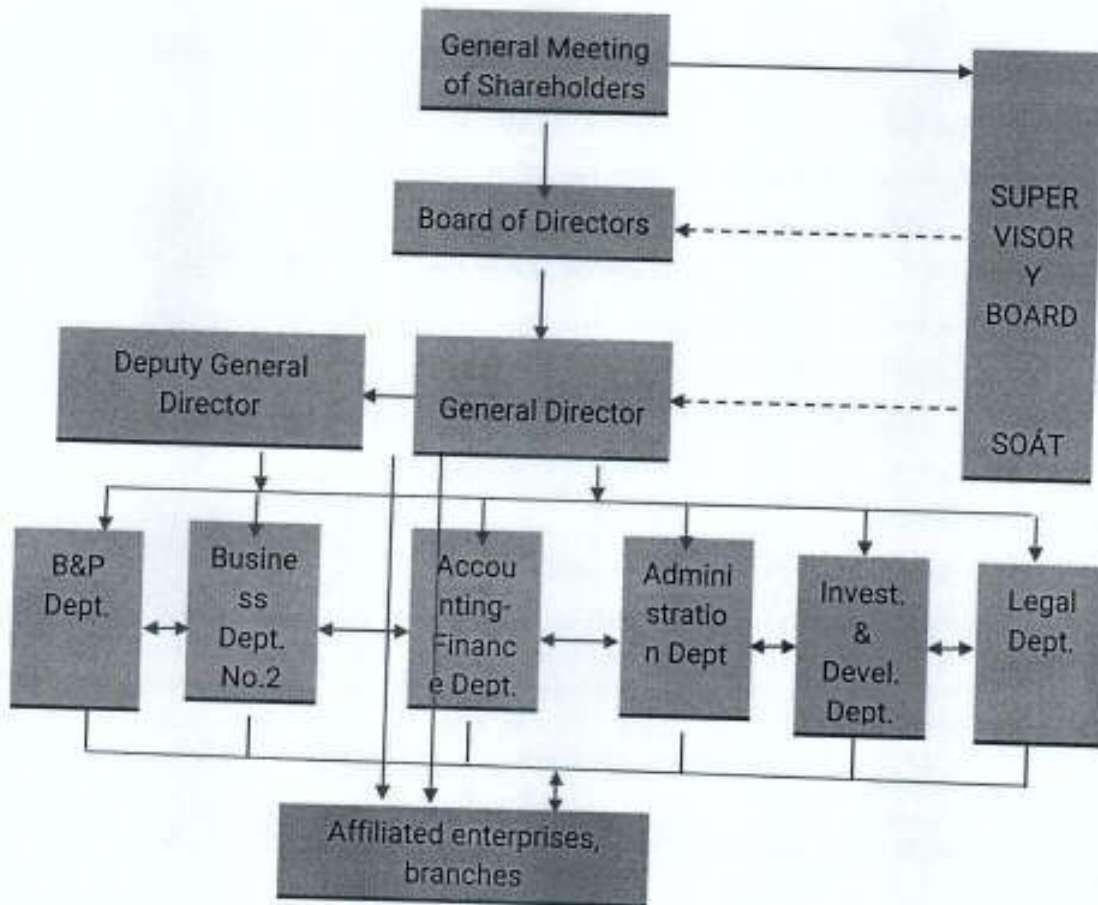 General Meeting
of Shareholders
SUPER
VISOR
Y
BOARD
SOÁT
Board of Directors
Deputy General
Director
General Director
B&P
Dept.
Busine
ss
Dept.
No.2
Accou
nting-
Financ
e Dept.
Admini
stratio
n Dept
Invest.
&
Devel.
Dept.
Legal
Dept.
Affiliated enterprises,
branches